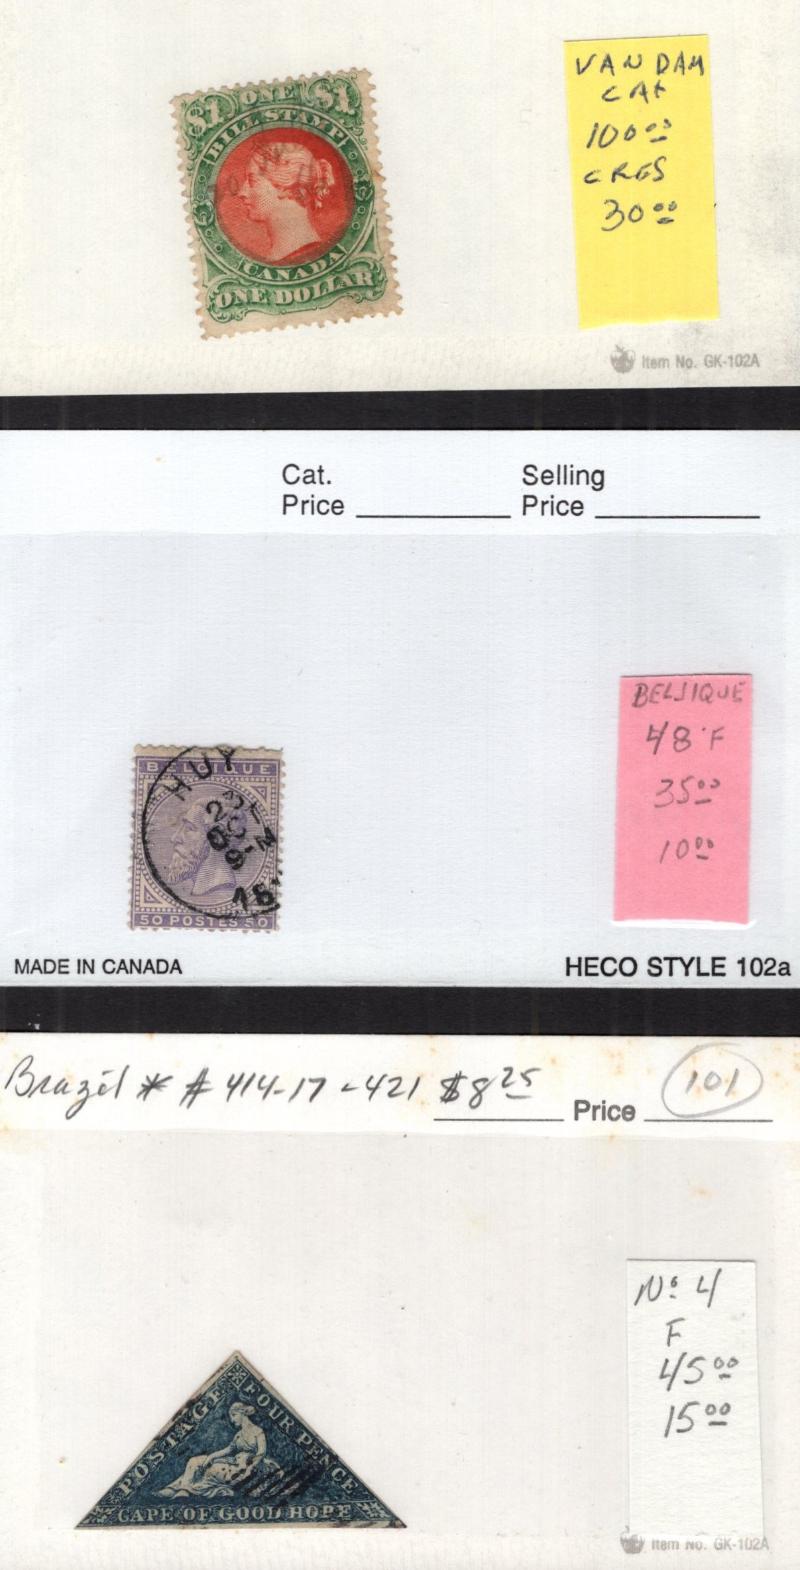 $1 ONE $1
BILL STAMP
CANADA
ONE DOLLAR
VAN DAM
CAT
100 00
CRES
30 00
Item No. GK-102A
Cat.
Price
Selling
Price
BELGIQUE
HUY
50 POSTES 50
BELJIQUE
48 F
35 00
10 00
MADE IN CANADA
HECO STYLE 102a
Brazil * # 414-17-421 $8 25
Price
101
POSTAGE
FOUR PENCE
CAPE OF GOOD HOPE
No 4
F
45 00
15 00
Item No. GK-102A